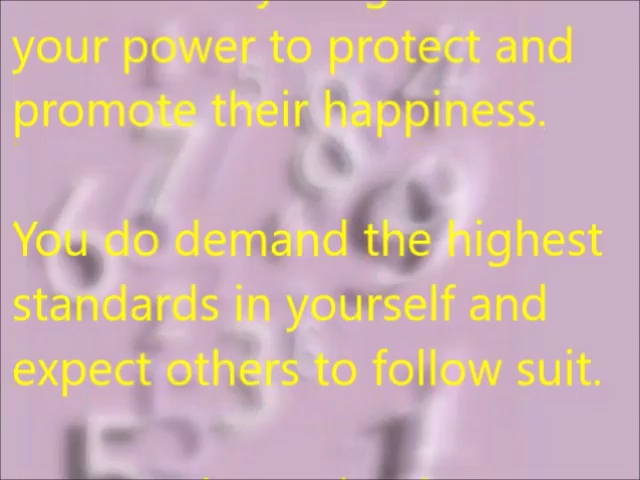 your power to protect and
promote their happiness.
You do demand the highest
standards in yourself and
expect others to follow suit.